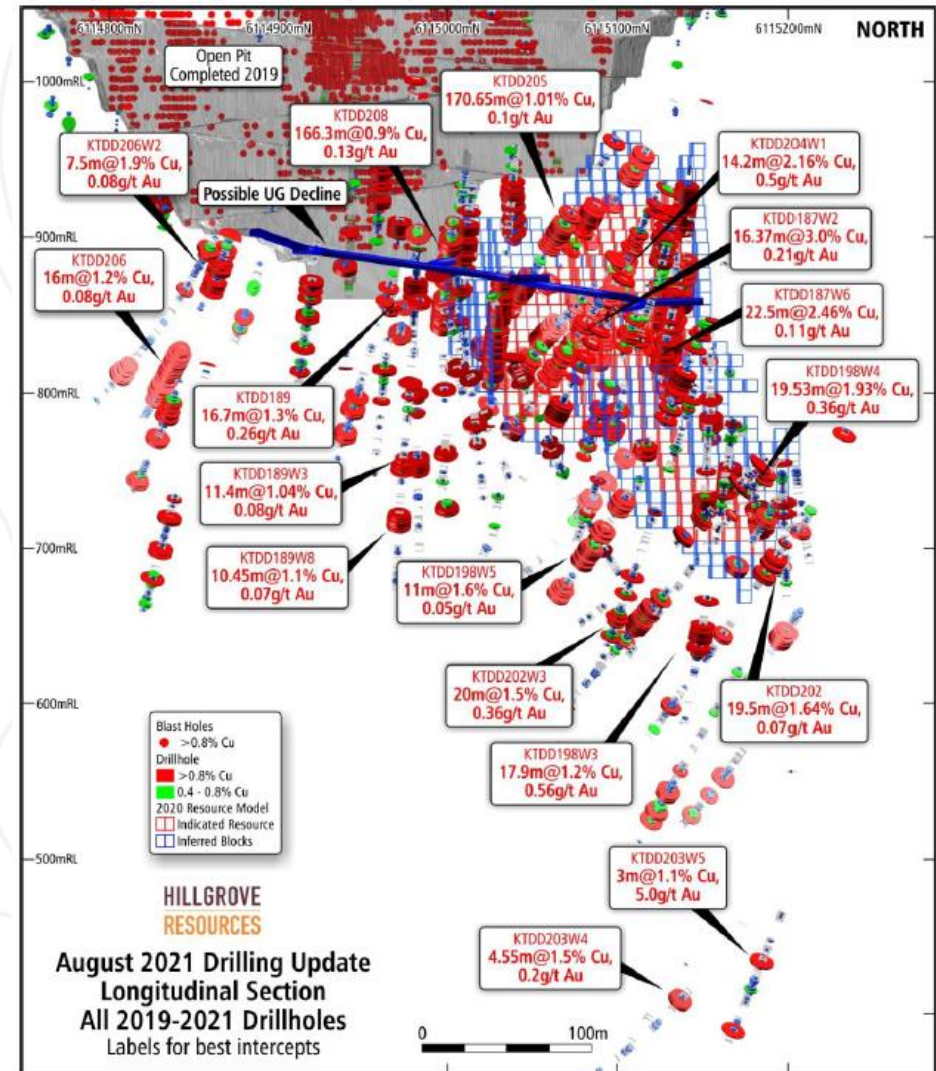 6114800mN
6114900mN
6115000mN
6115100mN
6115200mN
NORTH
Open Pit
Completed 2019
1000mRL
KTDD205
170.65m@1.01% Cu,
0.1g/t Au
KTDD208
166.3m@0.9% Cu,
0.13g/t Au
KTDD206W2
7.5m@1.9% Cu,
0.08g/t Au
KTDD204W1
14.2m@2.16% Cu,
0.5g/t Au
Possible UG Decline
KTDD187W2
16.37m@3.0% Cu,
0.21g/t Au
900mRL
KTDD206
16m@1.2% Cu,
0.08g/t Au
KTDD187W6
22.5m@2.46% Cu,
0.11g/t Au
KTDD198W4
19.53m@1.93% Cu,
0.36g/t Au
800mRL
KTDD189
16.7m@1.3% Cu,
0.26g/t Au
KTDD189W3
11.4m@1.04% Cu,
0.08g/t Au
700mRL
KTDD189W8
10.45m@1.1% Cu,
0.07g/t Au
KTDD198W5
11m@1.6% Cu,
0.05g/t Au
KTDD202W3
20m@1.5% Cu,
0.36g/t Au
KTDD202
19.5m@1.64% Cu,
0.07g/t Au
600mRL
KTDD198W3
17.9m@1.2% Cu,
0.56g/t Au
Blast Holes
>0.8% Cu
Drillhole
>0.8% Cu
0.4 - 0.8% Cu
2020 Resource Model
Indicated Resource
Inferred Blocks
500mRL
KTDD203W5
3m@1.1% Cu,
5.0g/t Au
KTDD203W4
4.55m@1.5% Cu,
0.2g/t Au
HILLGROVE
RESOURCES
August 2021 Drilling Update
Longitudinal Section
All 2019-2021 Drillholes
Labels for best intercepts
0
100m